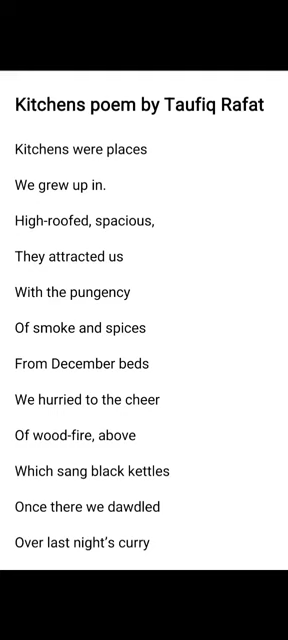 Kitchens poem by Taufiq Rafat
Kitchens were places
We grew up in.
High-roofed, spacious,
They attracted us
With the pungency
Of smoke and spices
From December beds
We hurried to the cheer
Of wood-fire, above
Which sang black kettles
Once there we dawdled
Over last night’s curry